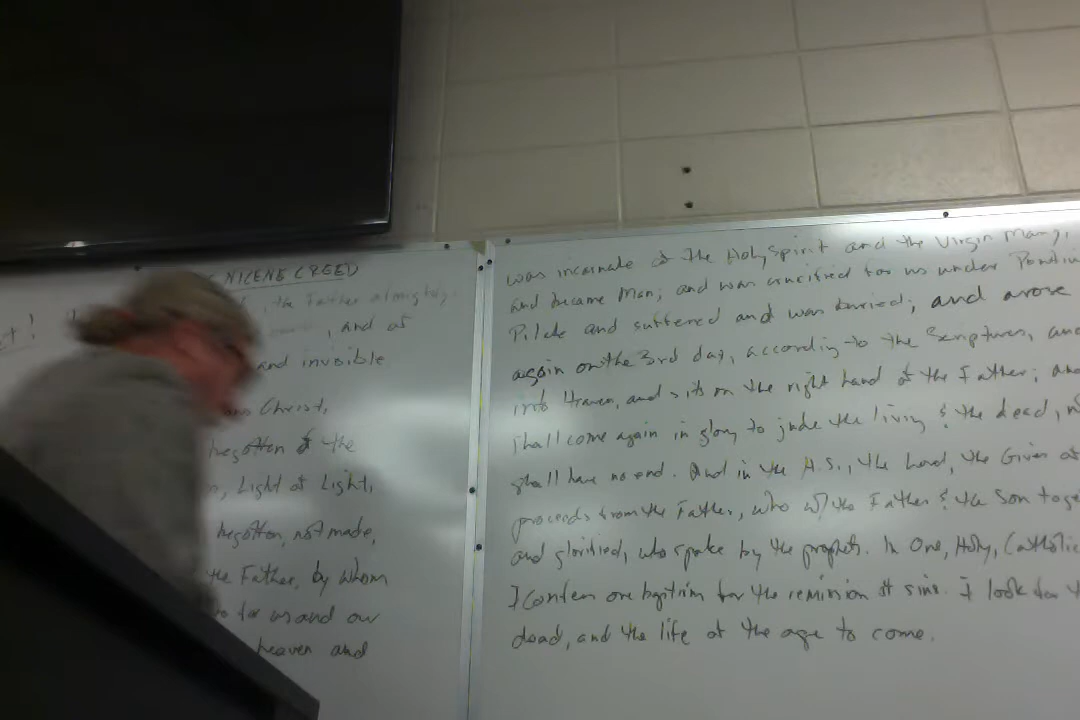 NICENE CREED
, the Father almighty.
, and of
and invisible
Christ,
begotten of the
, Light of Light,
begotten, not made,
the Father, by whom
for us and our
heaven and
was incarnate of The Holy Spirit and the Virgin Mary,
and became Man; and was crucified for us under Pontiu
Pilate and suffered and was buried; and arose
again on the 3rd day, according to the Scriptures, and
into Heaven, and sits on the right hand of the Father; and
shall come again in glory to jude the living & the dead,
shall have no end. And in the H.S., the Lord, the Giver of
proceeds from the Father, who w/ the Father & the Son toge
and glorified, who spoke by the prophets. In One, Holy, Catholic
I confess one baptism for the remission of sins. I look for th
dead, and the life of the age to come.